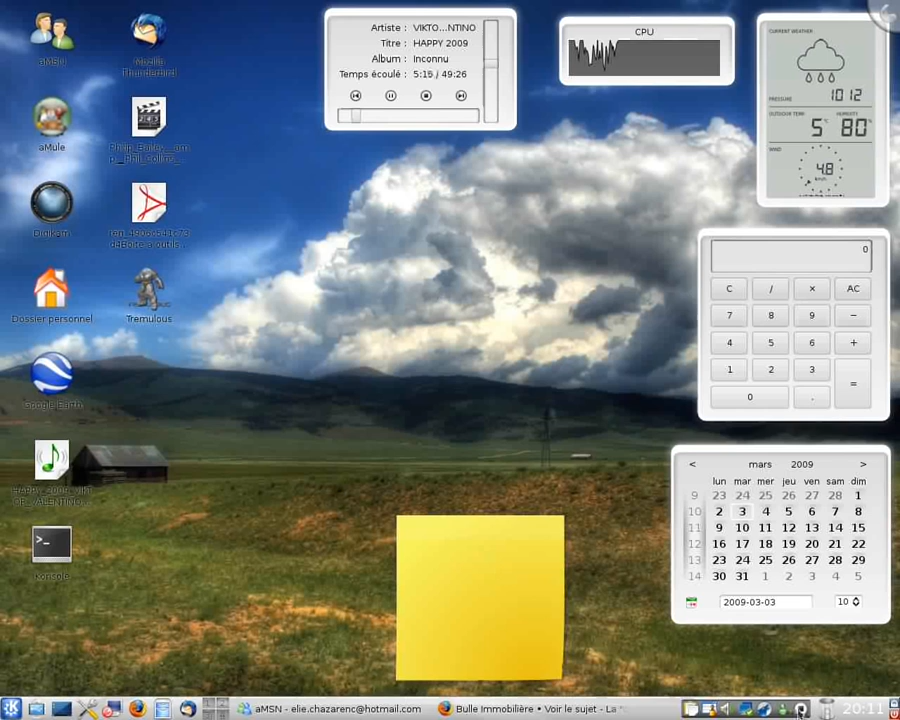 aMSN
Mozilla
Thunderbird
aMule
Digikam
Dossier personnel
Tremulous
Google Earth
Konsole
Artiste : VIKTO...NTINO
Titre : HAPPY 2009
Album : Inconnu
Temps écoulé : 5:15 / 49:26
CPU
CURRENT WEATHER
PRESSURE 1012
OUTDOOR TEMP HUMIDITY
5°C 80%
WIND
4.8
0
C / × AC
7 8 9 −
4 5 6 +
1 2 3 =
0 .
< mars 2009 >
lun mar mer jeu ven sam dim
9 23 24 25 26 27 28 1
10 2 3 4 5 6 7 8
11 9 10 11 12 13 14 15
12 16 17 18 19 20 21 22
13 23 24 25 26 27 28 29
14 30 31 1 2 3 4 5
2009-03-03 10
aMSN - elie.chazarenc@hotmail.com
Bulle Immobilière • Voir le sujet - La
20:11